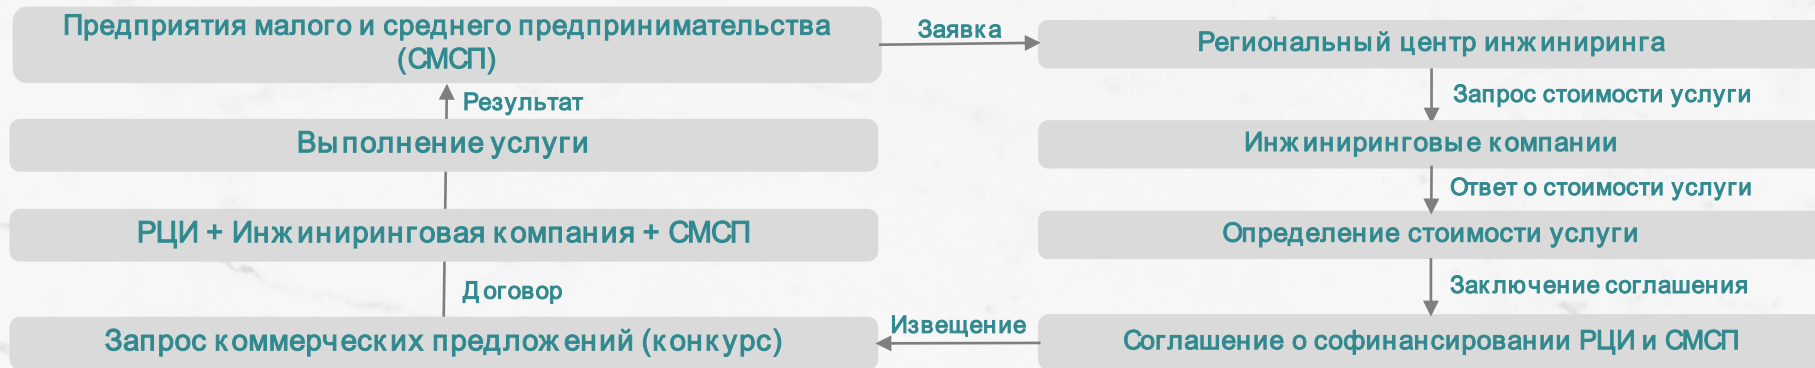 Предприятия малого и среднего предпринимательства
(СМСП)
Заявка
Региональный центр инжиниринга
Запрос стоимости услуги
Инжиниринговые компании
Ответ о стоимости услуги
Определение стоимости услуги
Заключение соглашения
Соглашение о софинансировании РЦИ и СМСП
Извещение
Запрос коммерческих предложений (конкурс)
Договор
РЦИ + Инжиниринговая компания + СМСП
Выполнение услуги
Результат